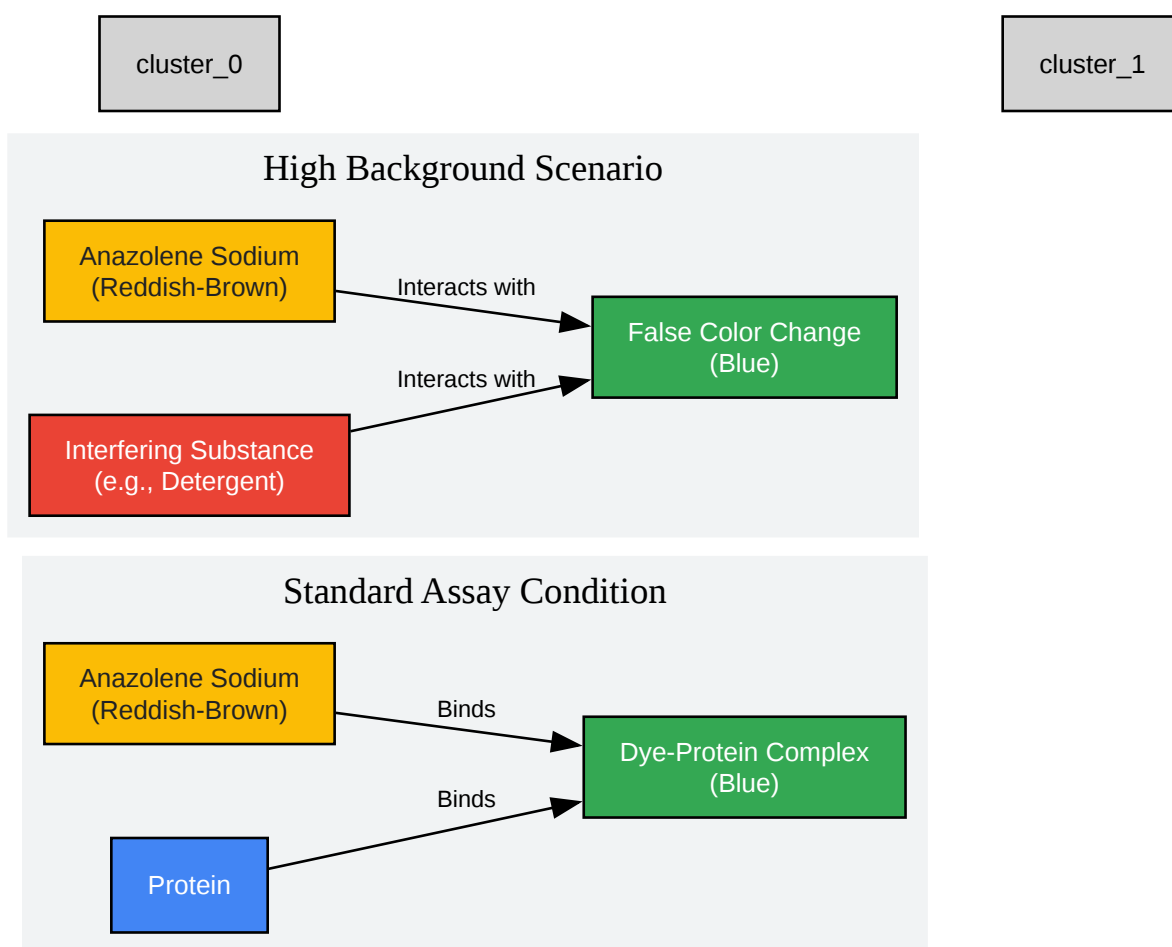 cluster_0
cluster_1
High Background Scenario
Anazolene Sodium
(Reddish-Brown)
Interacts with
False Color Change
(Blue)
Interacts with
Interfering Substance
(e.g., Detergent)
Standard Assay Condition
Anazolene Sodium
(Reddish-Brown)
Binds
Dye-Protein Complex
(Blue)
Binds
Protein